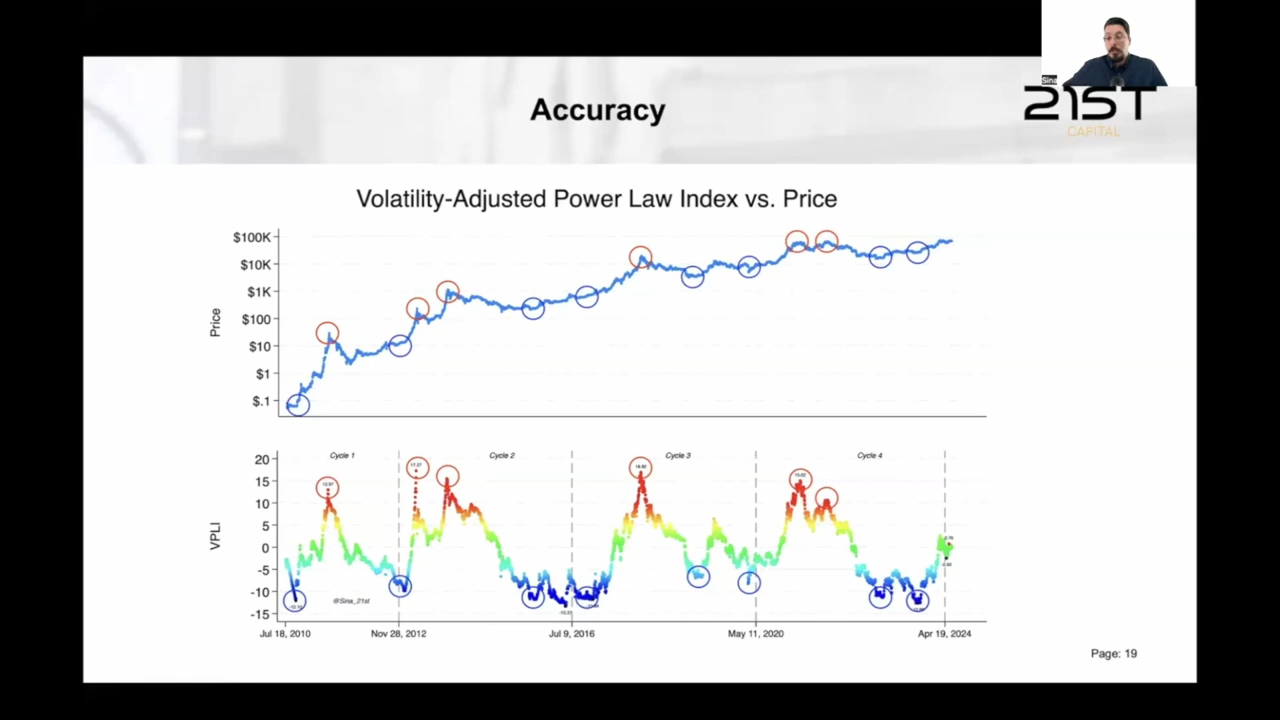 Sina
21ST
CAPITAL
Accuracy
Volatility-Adjusted Power Law Index vs. Price
$100K
$10K
$1K
$100
$10
$1
$.1
Price
Cycle 1
Cycle 2
Cycle 3
Cycle 4
20
15
10
5
0
-5
-10
-15
VPLI
@Sina_21st
Jul 18, 2010
Nov 28, 2012
Jul 9, 2016
May 11, 2020
Apr 19, 2024
Page: 19